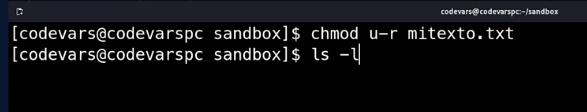 codevars@codevarspc:~/sandbox
[codevars@codevarspc sandbox]$ chmod u-r mitexto.txt
[codevars@codevarspc sandbox]$ ls -l